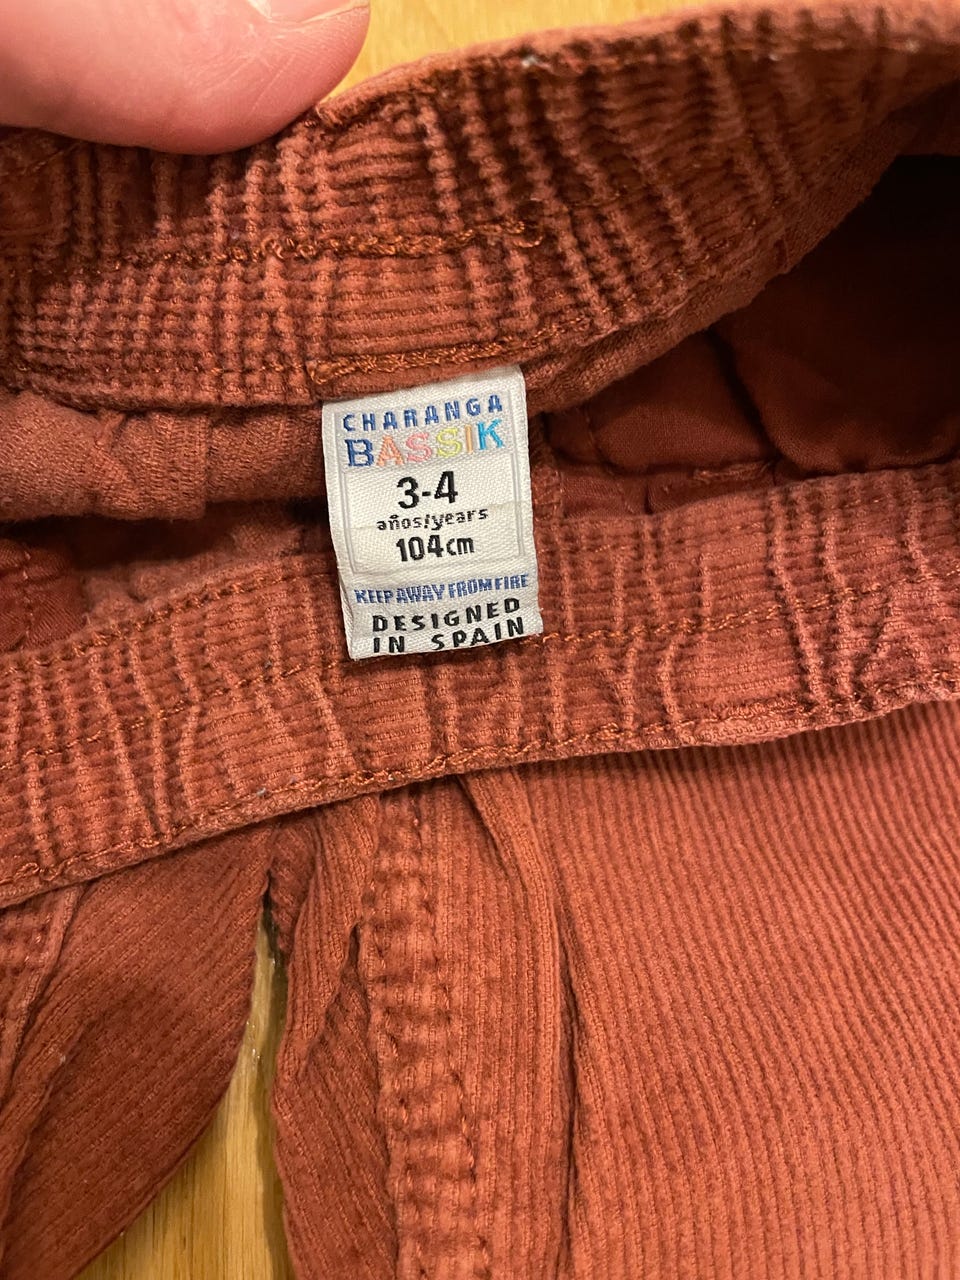 CHARANGA
BASSIK
3-4
años/years
104cm
KEEP AWAY FROM FIRE
DESIGNED
IN SPAIN